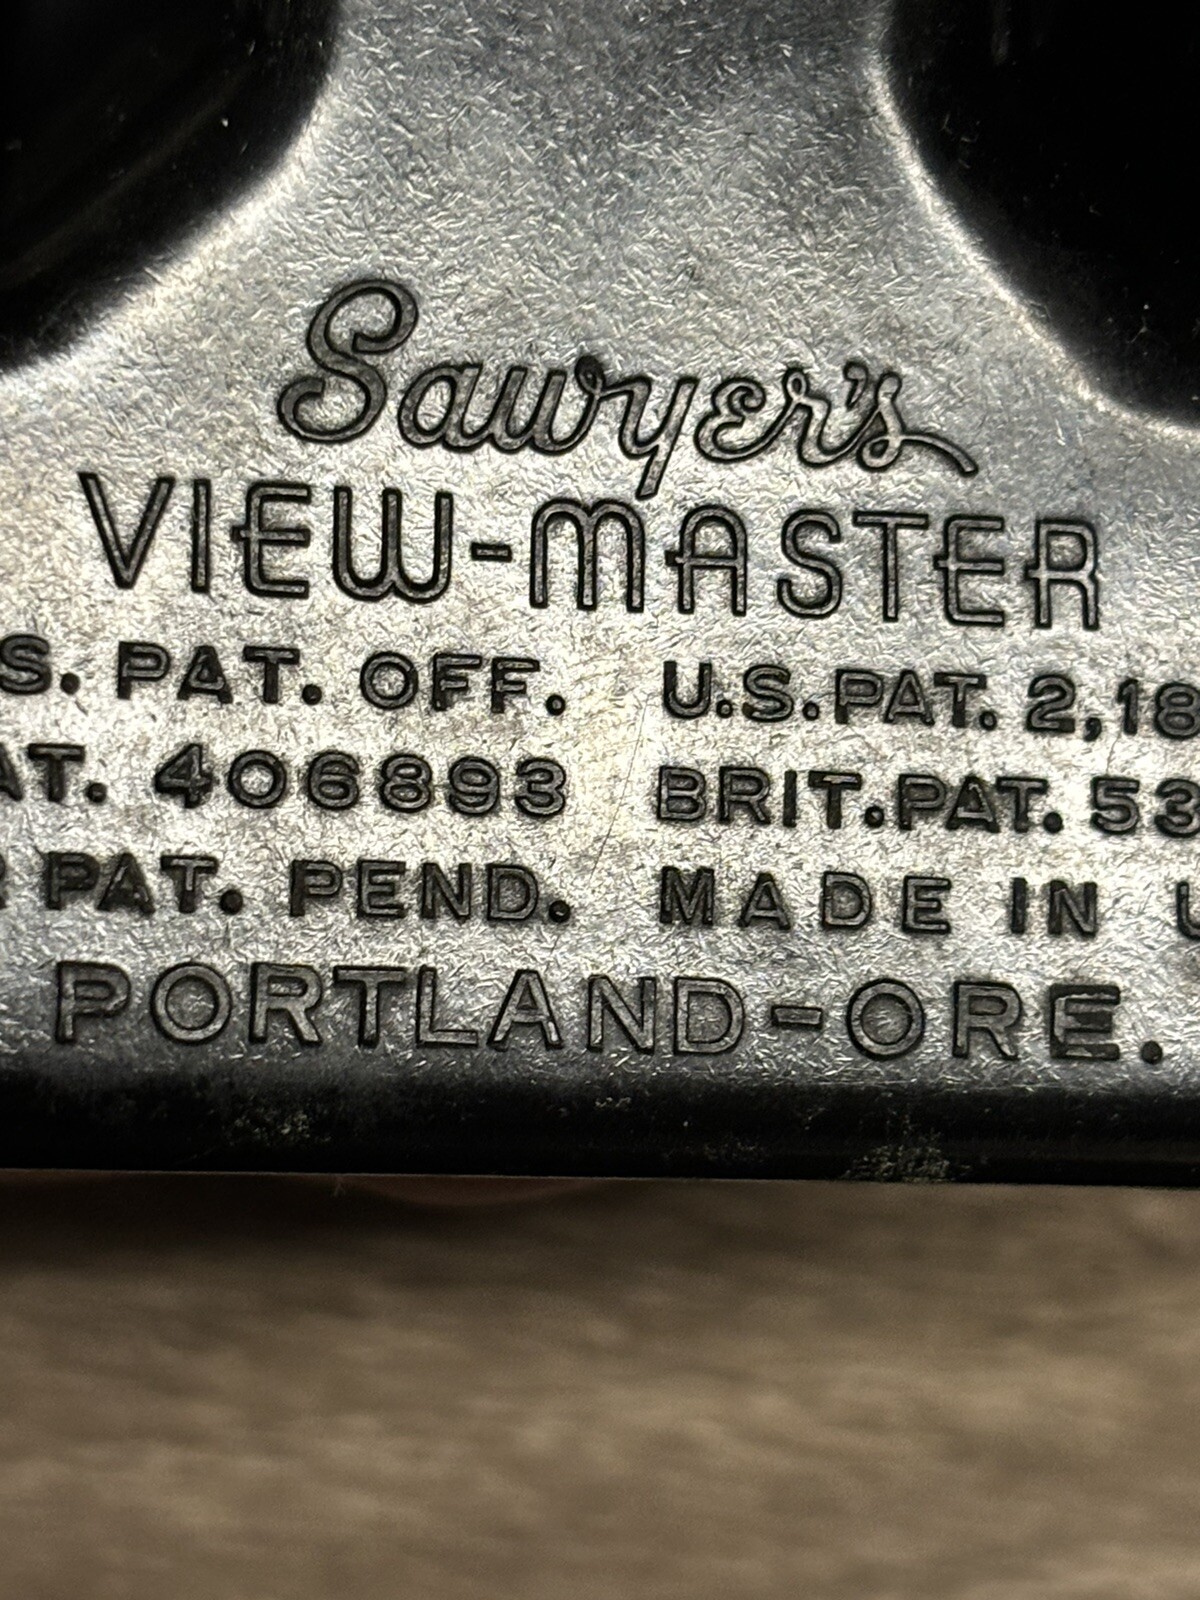 Sawyer's
VIEW-MASTER
S. PAT. OFF. U.S. PAT. 2,18
AT. 406893 BRIT. PAT. 53
R PAT. PEND. MADE IN U
PORTLAND-ORE.